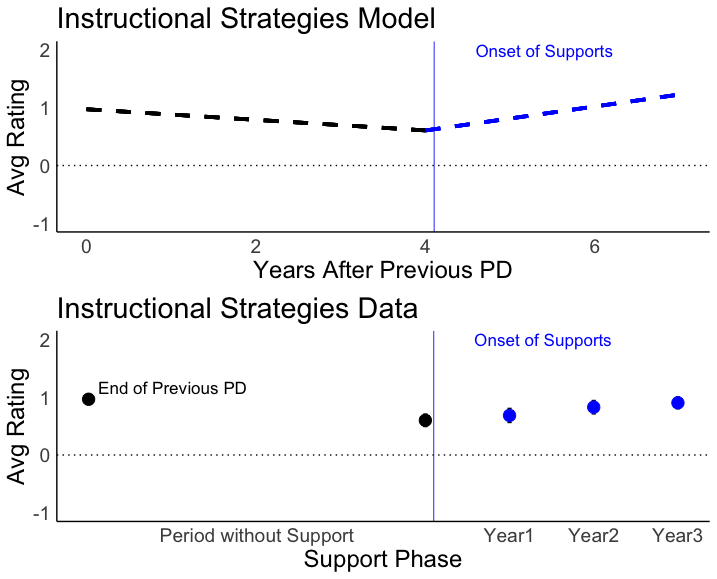 Instructional Strategies Model
2
Onset of Supports
1
Avg Rating
0
-1
0 2 4 6
Years After Previous PD
Instructional Strategies Data
2
Onset of Supports
End of Previous PD
1
Avg Rating
0
-1
Period without Support Year1 Year2 Year3
Support Phase